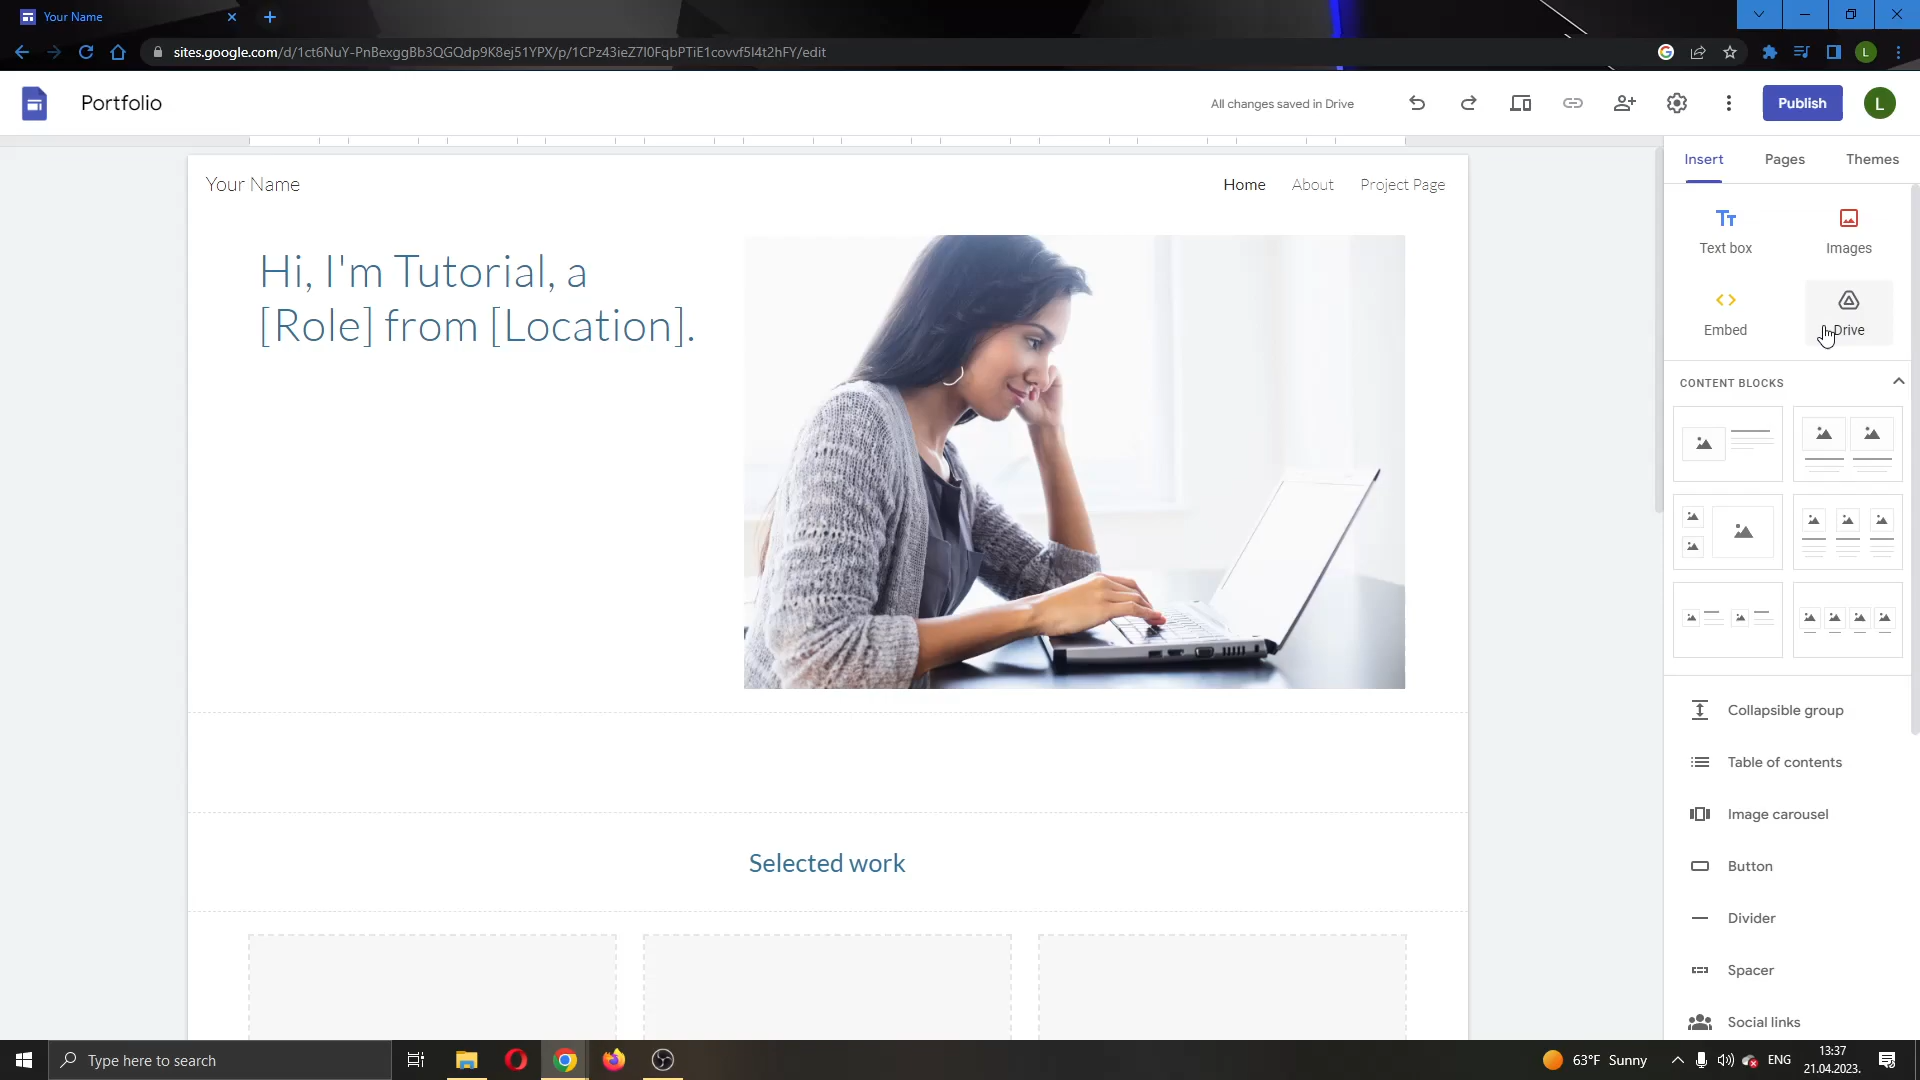 Your Name
sites.google.com/d/1ct6NuY-PnBexggBb3QGQdp9K8ej51YPX/p/1CPz43ieZ7I0FqbPTiE1covvf5l4t2hFY/edit
L
Portfolio
All changes saved in Drive
Publish
L
Insert
Pages
Themes
Your Name
Home
About
Project Page
Text box
Images
Hi, I'm Tutorial, a
[Role] from [Location].
Embed
Drive
CONTENT BLOCKS
Collapsible group
Table of contents
Image carousel
Selected work
Button
Divider
Spacer
Social links
Type here to search
63°F Sunny
ENG
13:37
21.04.2023.